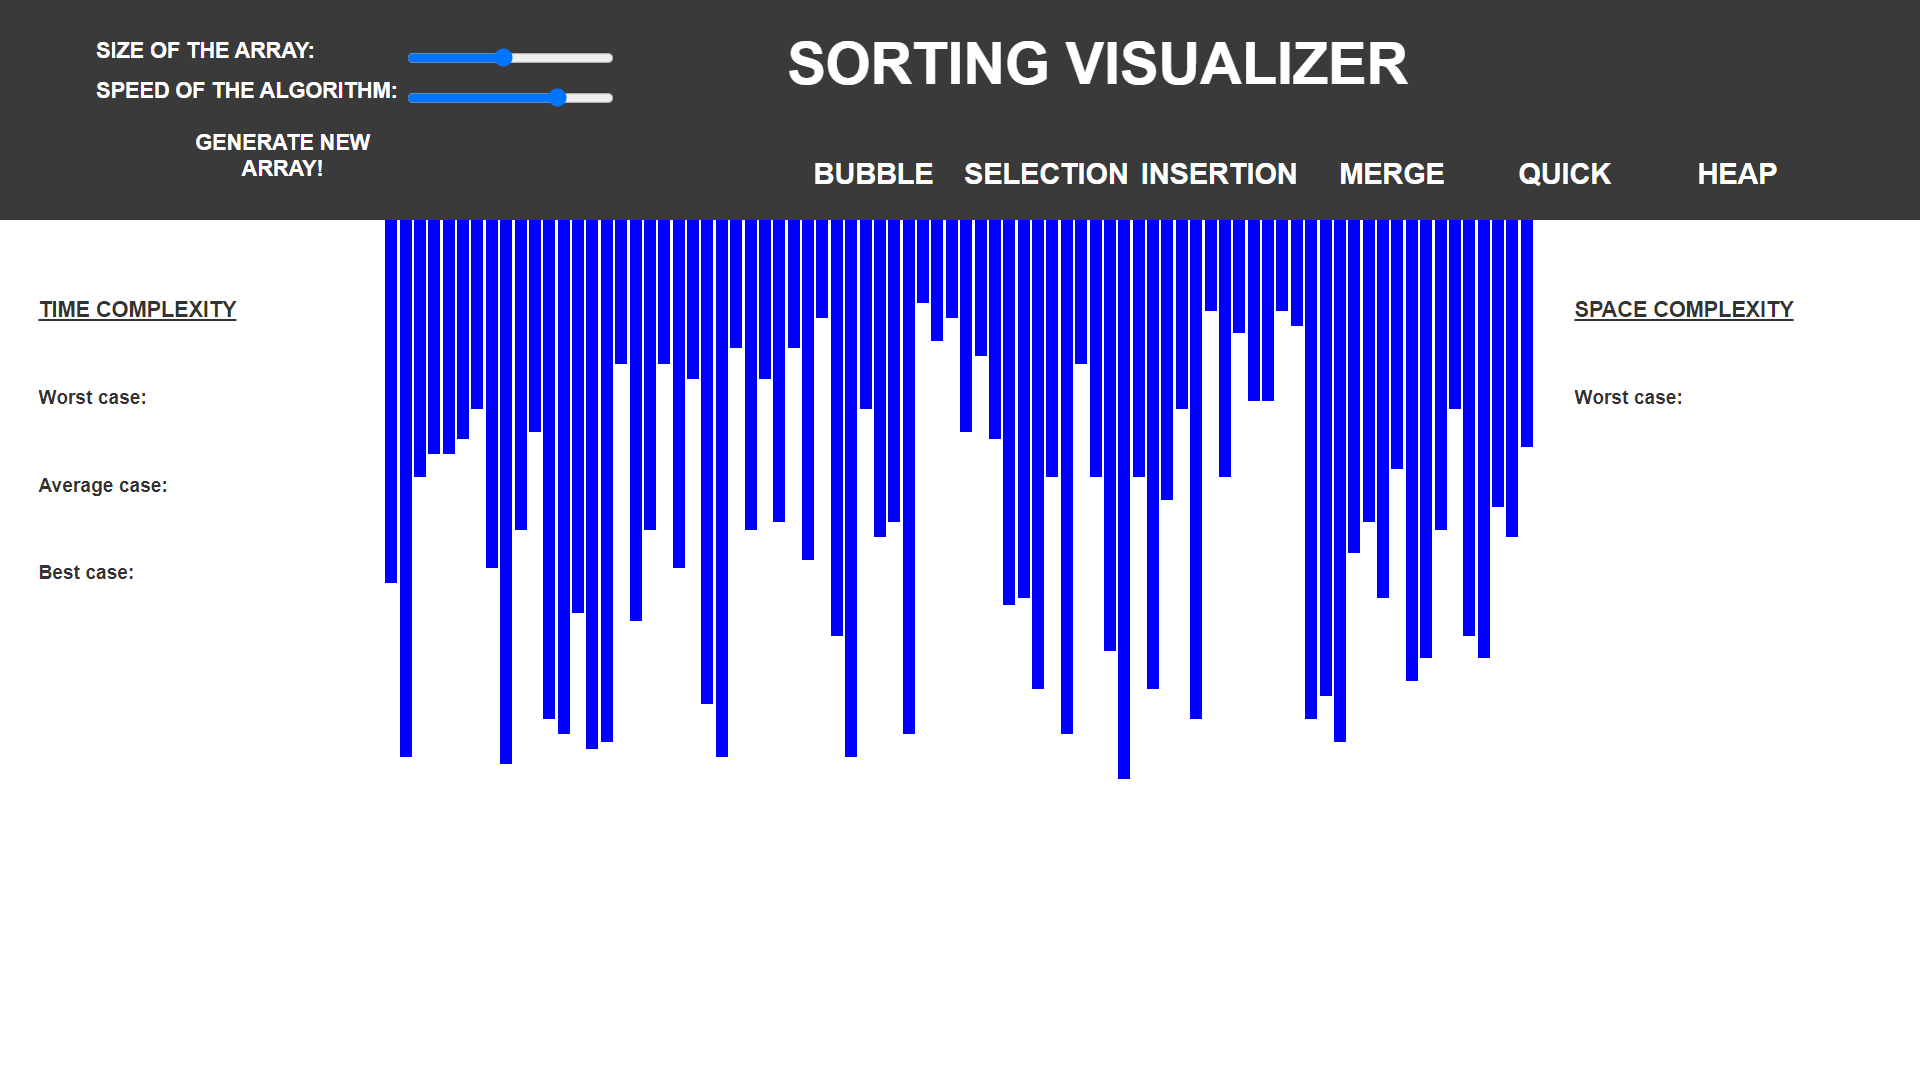 SIZE OF THE ARRAY:
SPEED OF THE ALGORITHM:
GENERATE NEW
ARRAY!
SORTING VISUALIZER
BUBBLE SELECTION INSERTION MERGE QUICK HEAP
TIME COMPLEXITY
Worst case:
Average case:
Best case:
SPACE COMPLEXITY
Worst case: